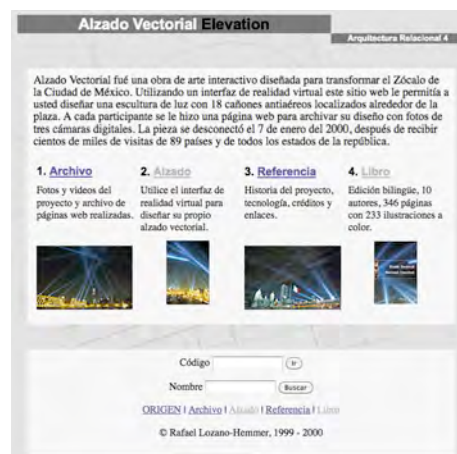 Alzado Vectorial Elevation
Arquitectura Relacional 4
Alzado Vectorial fué una obra de arte interactivo diseñada para transformar el Zócalo de
la Ciudad de México. Utilizando un interfaz de realidad virtual este sitio web le permitía a
usted diseñar una escultura de luz con 18 cañones antiaéreos localizados alrededor de la
plaza. A cada participante se le hizo una página web para archivar su diseño con fotos de
tres cámaras digitales. La pieza se desconectó el 7 de enero del 2000, después de recibir
cientos de miles de visitas de 89 países y de todos los estados de la república.
1. Archivo
Fotos y videos del
proyecto y archivo de
páginas web realizadas.
2. Alzado
Utilice el interfaz de
realidad virtual para
diseñar su propio
alzado vectorial.
3. Referencia
Historia del proyecto,
tecnología, créditos y
enlaces.
4. Libro
Edición bilingüe, 10
autores, 346 páginas
con 233 ilustraciones a
color.
Código Ir
Nombre Buscar
ORIGEN | Archivo | Alzado | Referencia | Libro
© Rafael Lozano-Hemmer, 1999 - 2000